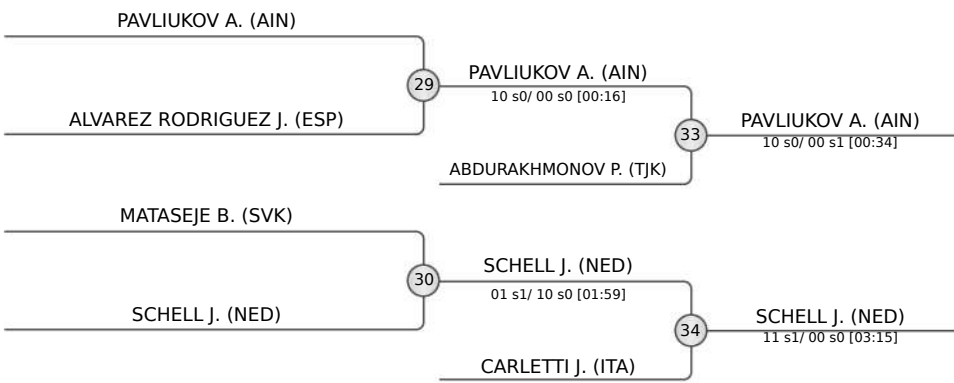 PAVLIUKOV A. (AIN)
29
PAVLIUKOV A. (AIN)
10 s0/ 00 s0 [00:16]
ALVAREZ RODRIGUEZ J. (ESP)
33
PAVLIUKOV A. (AIN)
10 s0/ 00 s1 [00:34]
ABDURAKHMONOV P. (TJK)
MATASEJE B. (SVK)
30
SCHELL J. (NED)
01 s1/ 10 s0 [01:59]
SCHELL J. (NED)
34
SCHELL J. (NED)
11 s1/ 00 s0 [03:15]
CARLETTI J. (ITA)